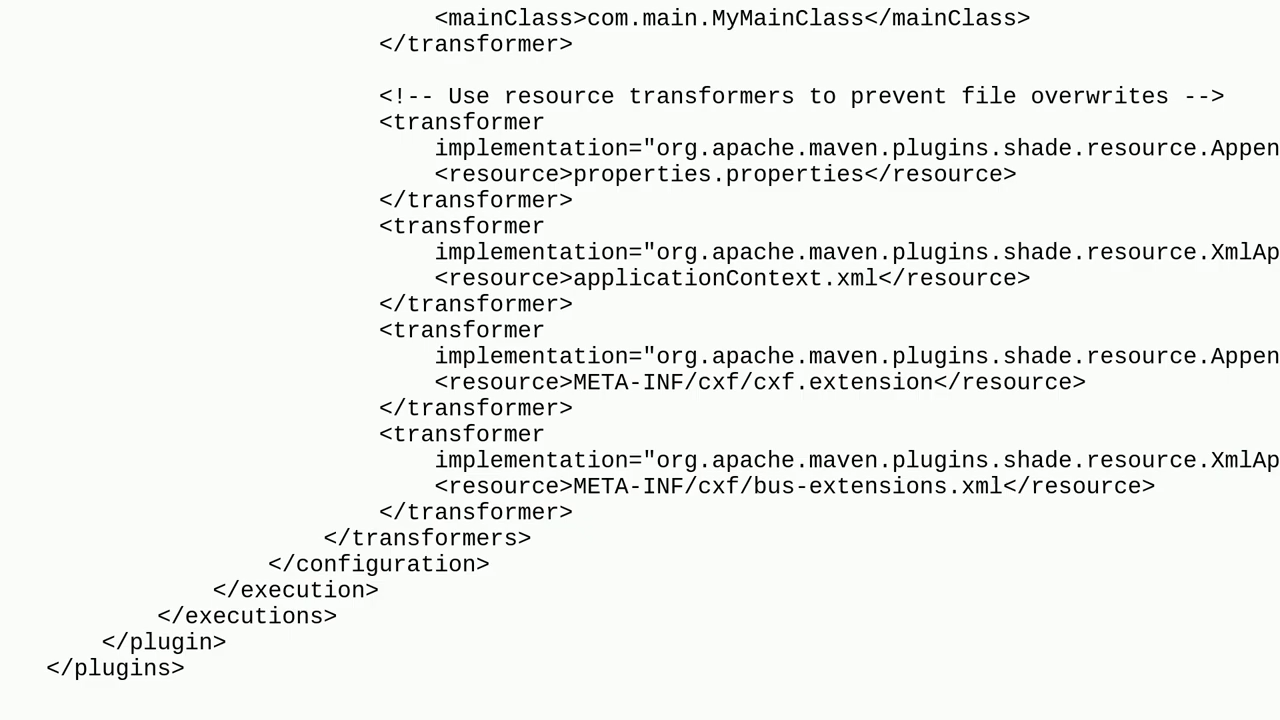 <mainClass>com.main.MyMainClass</mainClass>
</transformer>
<!-- Use resource transformers to prevent file overwrites -->
<transformer
implementation="org.apache.maven.plugins.shade.resource.Appen
<resource>properties.properties</resource>
</transformer>
<transformer
implementation="org.apache.maven.plugins.shade.resource.XmlAp
<resource>applicationContext.xml</resource>
</transformer>
<transformer
implementation="org.apache.maven.plugins.shade.resource.Appen
<resource>META-INF/cxf/cxf.extension</resource>
</transformer>
<transformer
implementation="org.apache.maven.plugins.shade.resource.XmlAp
<resource>META-INF/cxf/bus-extensions.xml</resource>
</transformer>
</transformers>
</configuration>
</execution>
</executions>
</plugin>
</plugins>